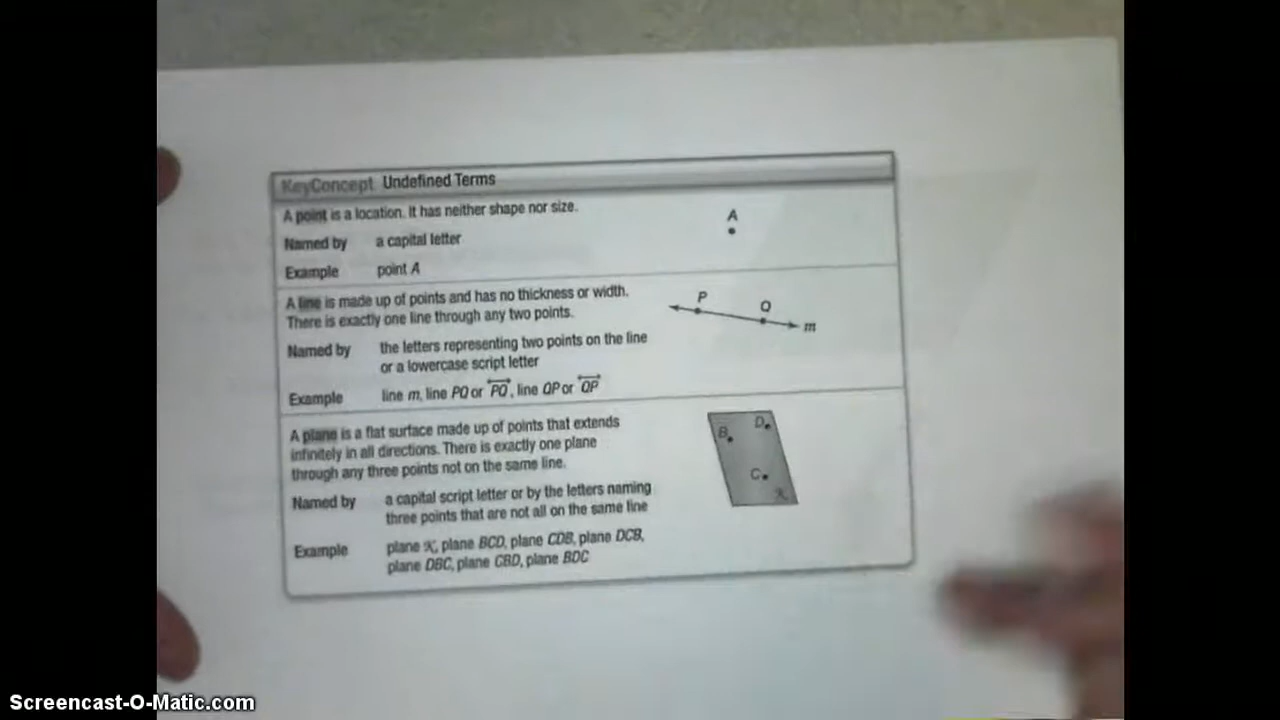 KeyConcept Undefined Terms
A point is a location. It has neither shape nor size.
Named by a capital letter
Example point A
A
A line is made up of points and has no thickness or width.
There is exactly one line through any two points.
Named by the letters representing two points on the line
or a lowercase script letter
Example line m, line PQ or PQ, line QP or QP
P
Q
m
A plane is a flat surface made up of points that extends
infinitely in all directions. There is exactly one plane
through any three points not on the same line.
Named by a capital script letter or by the letters naming
three points that are not all on the same line
Example plane K, plane BCD, plane CDB, plane DCB,
plane DBC, plane CBD, plane BDC
B
D
C
K
Screencast-O-Matic.com